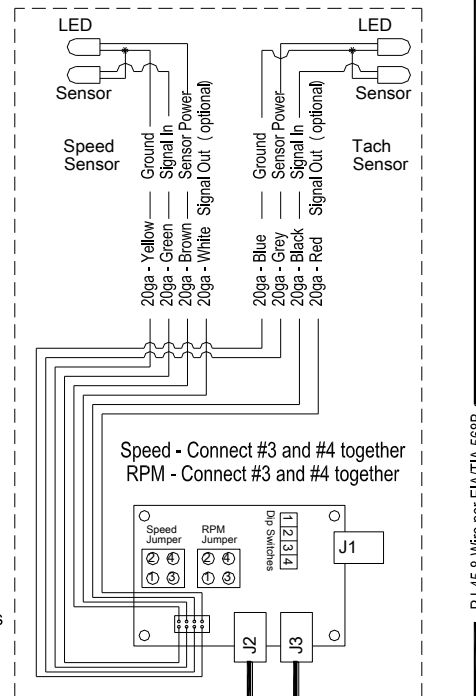 LED
LED
Sensor
Sensor
Speed
Sensor
Tach
Sensor
20ga - Yellow Ground
20ga - Green Signal In
20ga - Brown Sensor Power
20ga - White Signal Out ( optional)
20ga - Blue Ground
20ga - Grey Sensor Power
20ga - Black Signal In
20ga - Red Signal Out ( optional)
Speed - Connect #3 and #4 together
RPM - Connect #3 and #4 together
Speed
Jumper
RPM
Jumper
2 4
1 3
2 4
1 3
Dip Switches
1 2 3 4
J1
J2
J3
RJ-45 8 Wire per EIA/TIA 568B